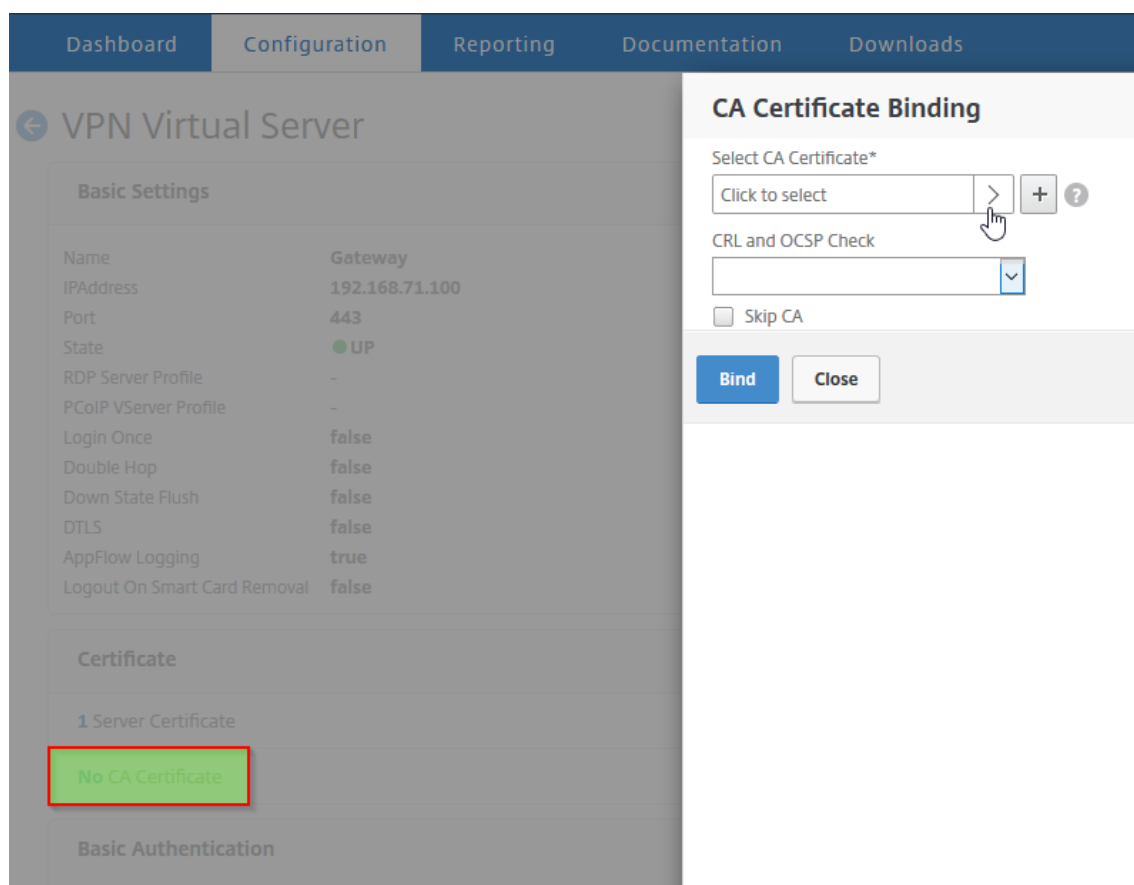 Dashboard Configuration Reporting Documentation Downloads
VPN Virtual Server
Basic Settings
Name Gateway
IPAddress 192.168.71.100
Port 443
State UP
RDP Server Profile -
PCoIP VServer Profile -
Login Once false
Double Hop false
Down State Flush false
DTLS false
AppFlow Logging true
Logout On Smart Card Removal false
Certificate
1 Server Certificate
No CA Certificate
Basic Authentication
CA Certificate Binding
Select CA Certificate*
Click to select > + ?
CRL and OCSP Check
Skip CA
Bind Close